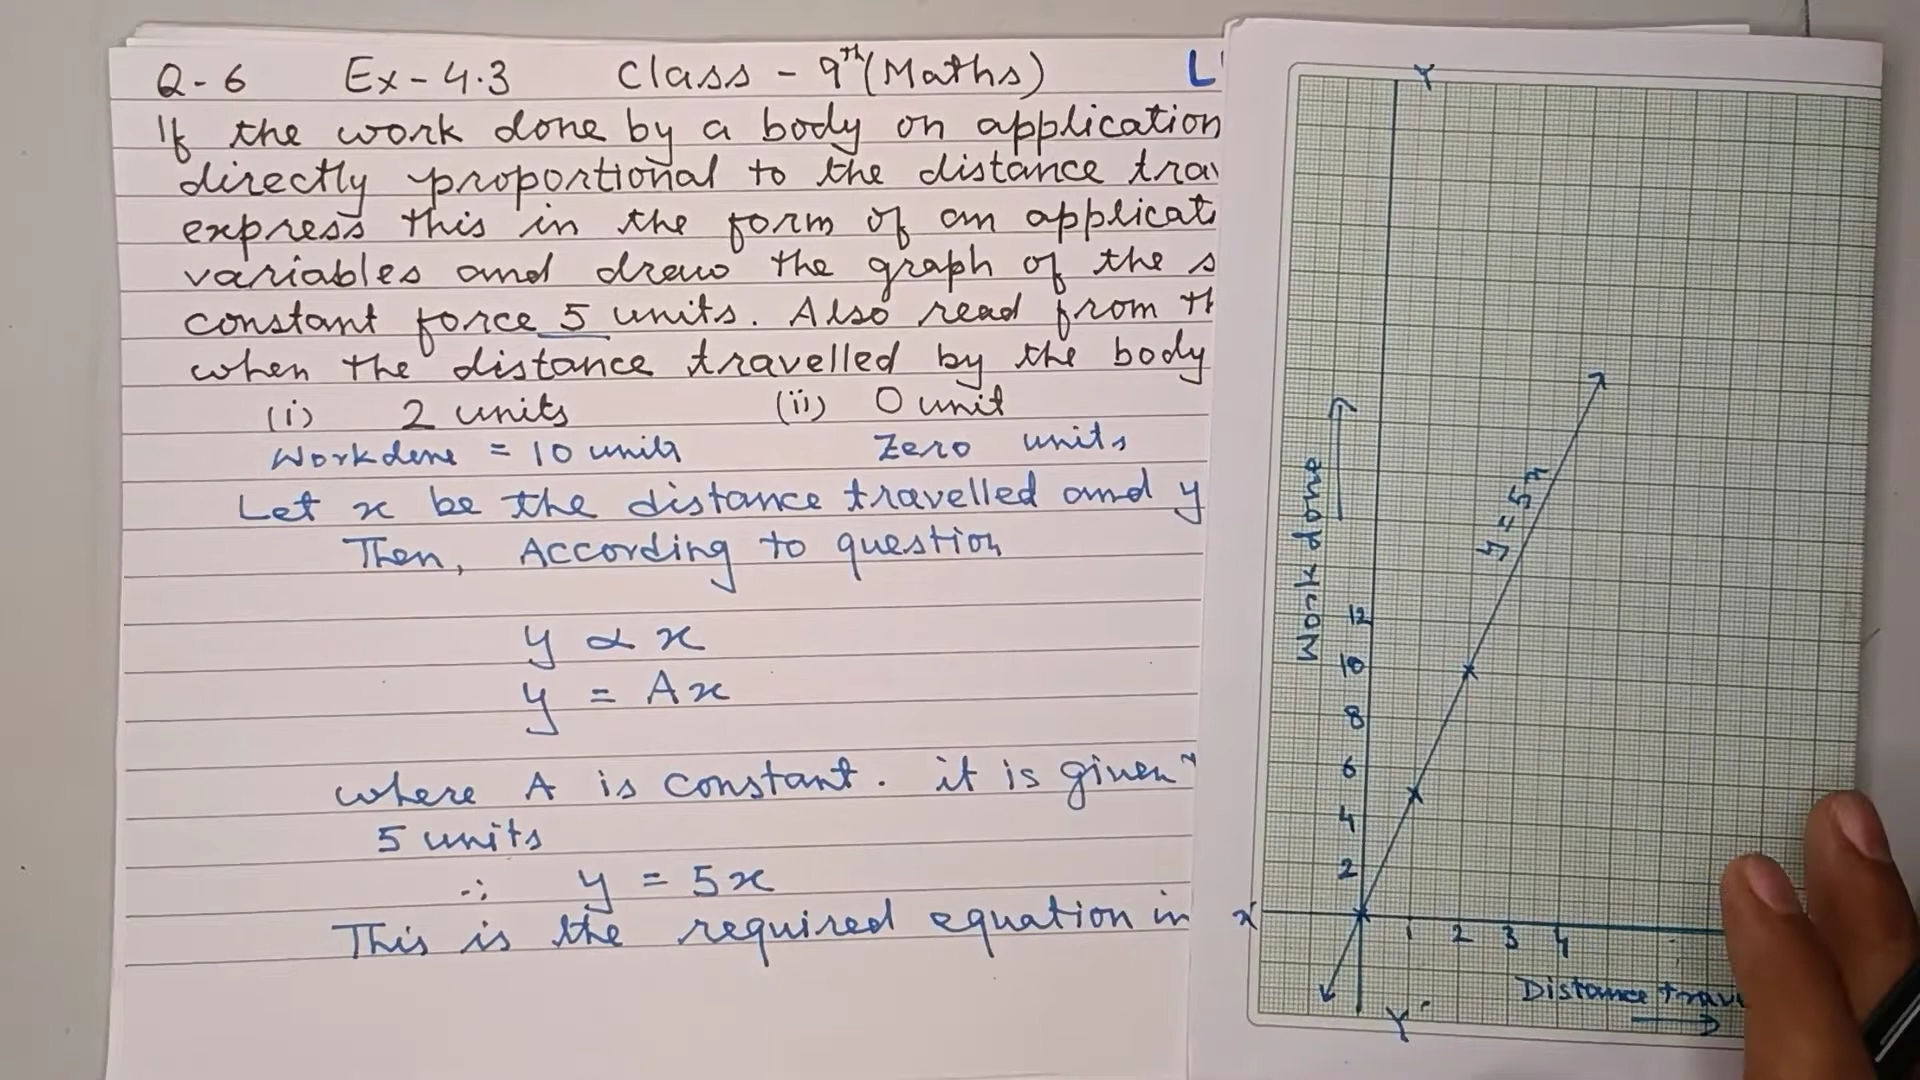 Q-6 Ex-4.3 Class - 9th (Maths) L
If the work done by a body on application
directly proportional to the distance trav
express this in the form of an applicati
variables and draw the graph of the s
constant force 5 units. Also read from th
when the distance travelled by the body
(i) 2 units (ii) 0 unit
Workdone = 10 units Zero units
Let x be the distance travelled and y
Then, According to question
y ∝ x
y = Ax
where A is constant. it is given
5 units
∴ y = 5x
This is the required equation in
Y
Work done
y = 5x
12
10
8
6
4
2
X'
1 2 3 4
Distance trav
Y'